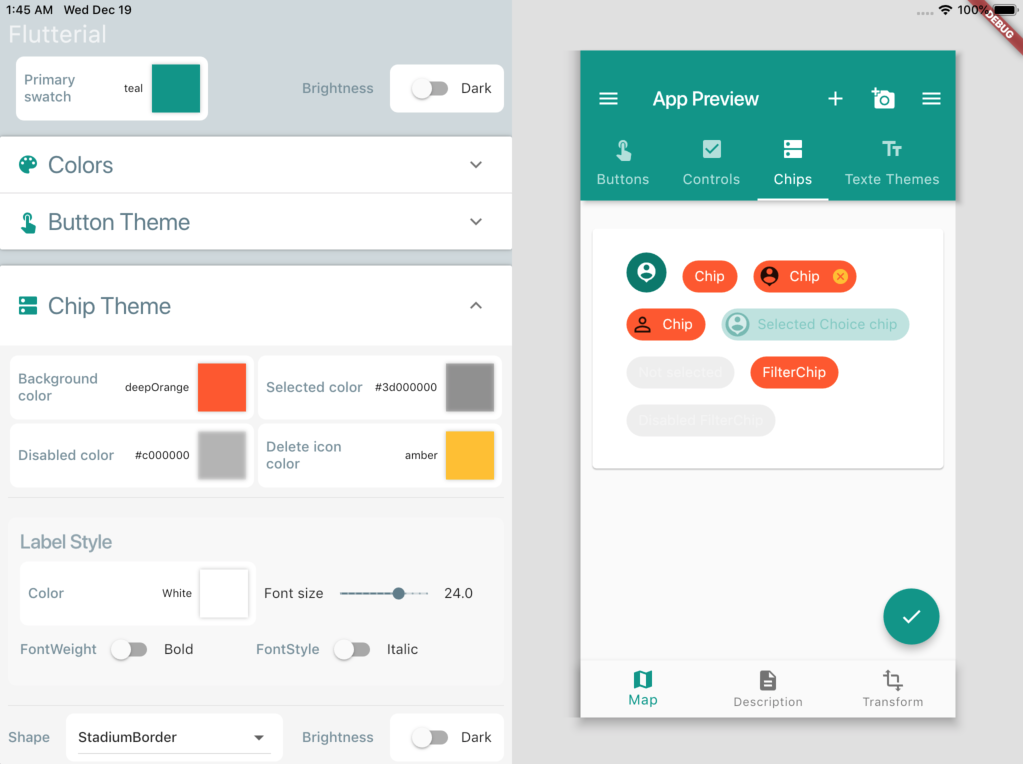 1:45 AM Wed Dec 19
100%
DEBUG
Flutterial
Primary
swatch
teal
Brightness
Dark
Colors
Button Theme
Chip Theme
Background
color
deepOrange
Selected color
#3d000000
Disabled color
#c000000
Delete icon
color
amber
Label Style
Color
White
Font size
24.0
FontWeight
Bold
FontStyle
Italic
Shape
StadiumBorder
Brightness
Dark
App Preview
Buttons
Controls
Chips
Texte Themes
Chip
Chip
Chip
Selected Choice chip
Not selected
FilterChip
Disabled FilterChip
Map
Description
Transform